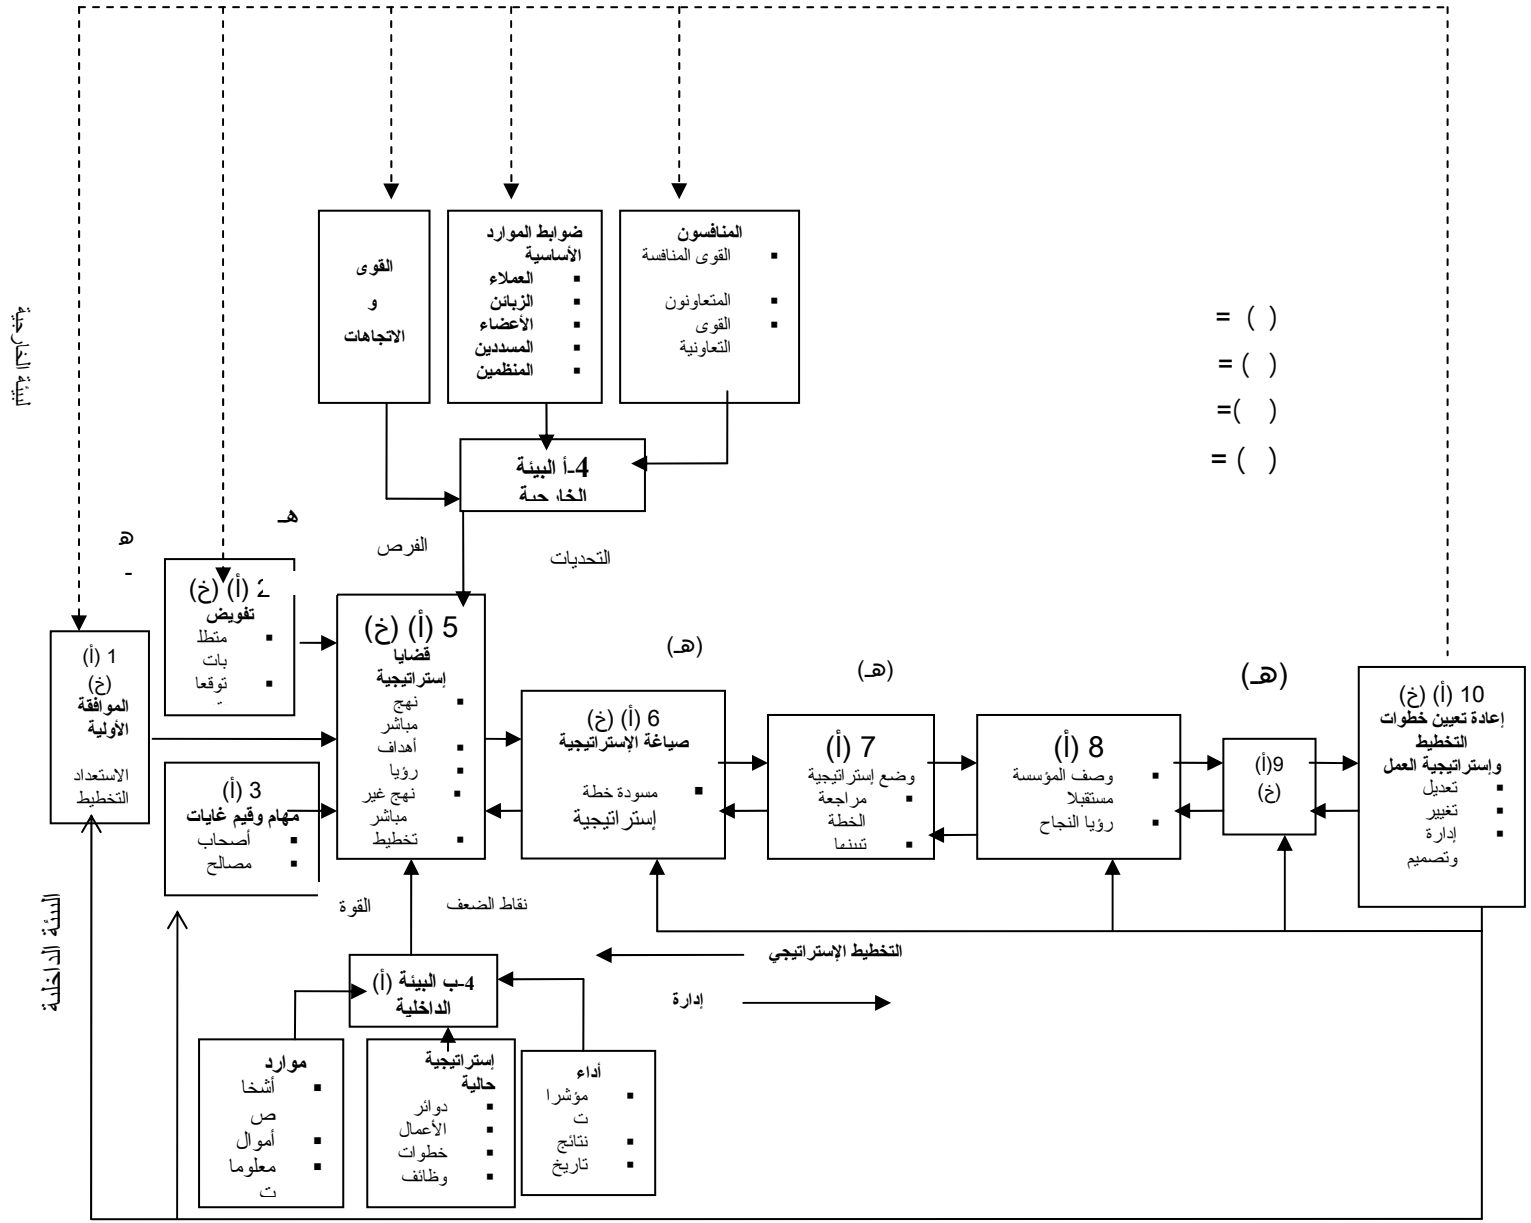 القوى
و
الاتجاهات
ضوابط الموارد
الأساسية
▪ العملاء
▪ الزبائن
▪ الأعضاء
▪ المسددين
▪ المنظمين
المنافسون
▪ القوى المنافسة
▪ المتعاونون
▪ القوى
التعاونية
( ) =
( ) =
( )=
( ) =
لبيئة الخارجية
4-أ البيئة
الخارجية
هـ
ه
-
الفرص
التحديات
2 (أ) (خ)
تفويض
▪ متطل
بات
▪ توقعا
1 (أ)
(خ)
الموافقة
الأولية
الاستعداد
التخطيط
3 (أ)
مهام وقيم غايات
▪ أصحاب
▪ مصالح
5 (أ) (خ)
قضايا
إستراتيجية
▪ نهج
مباشر
▪ أهداف
▪ رؤيا
▪ نهج غير
مباشر
▪ تخطيط
(هـ)
6 (أ) (خ)
صياغة الإستراتيجية
▪ مسودة خطة
إستراتيجية
(هـ)
7 (أ)
وضع إستراتيجية
▪ مراجعة
الخطة
▪ تبينها
8 (أ)
▪ وصف المؤسسة
مستقبلا
▪ رؤيا النجاح
(هـ)
9(أ)
(خ)
10 (أ) (خ)
إعادة تعيين خطوات
التخطيط
وإستراتيجية العمل
▪ تعديل
▪ تغيير
▪ إدارة
وتصميم
القوة
نقاط الضعف
البيئة الداخلية
التخطيط الإستراتيجي
إدارة
4-ب البيئة (أ)
الداخلية
موارد
▪ أشخا
ص
▪ أموال
▪ معلوما
ت
إستراتيجية
حالية
▪ دوائر
▪ الأعمال
▪ خطوات
▪ وظائف
أداء
▪ مؤشرا
ت
▪ نتائج
▪ تاريخ